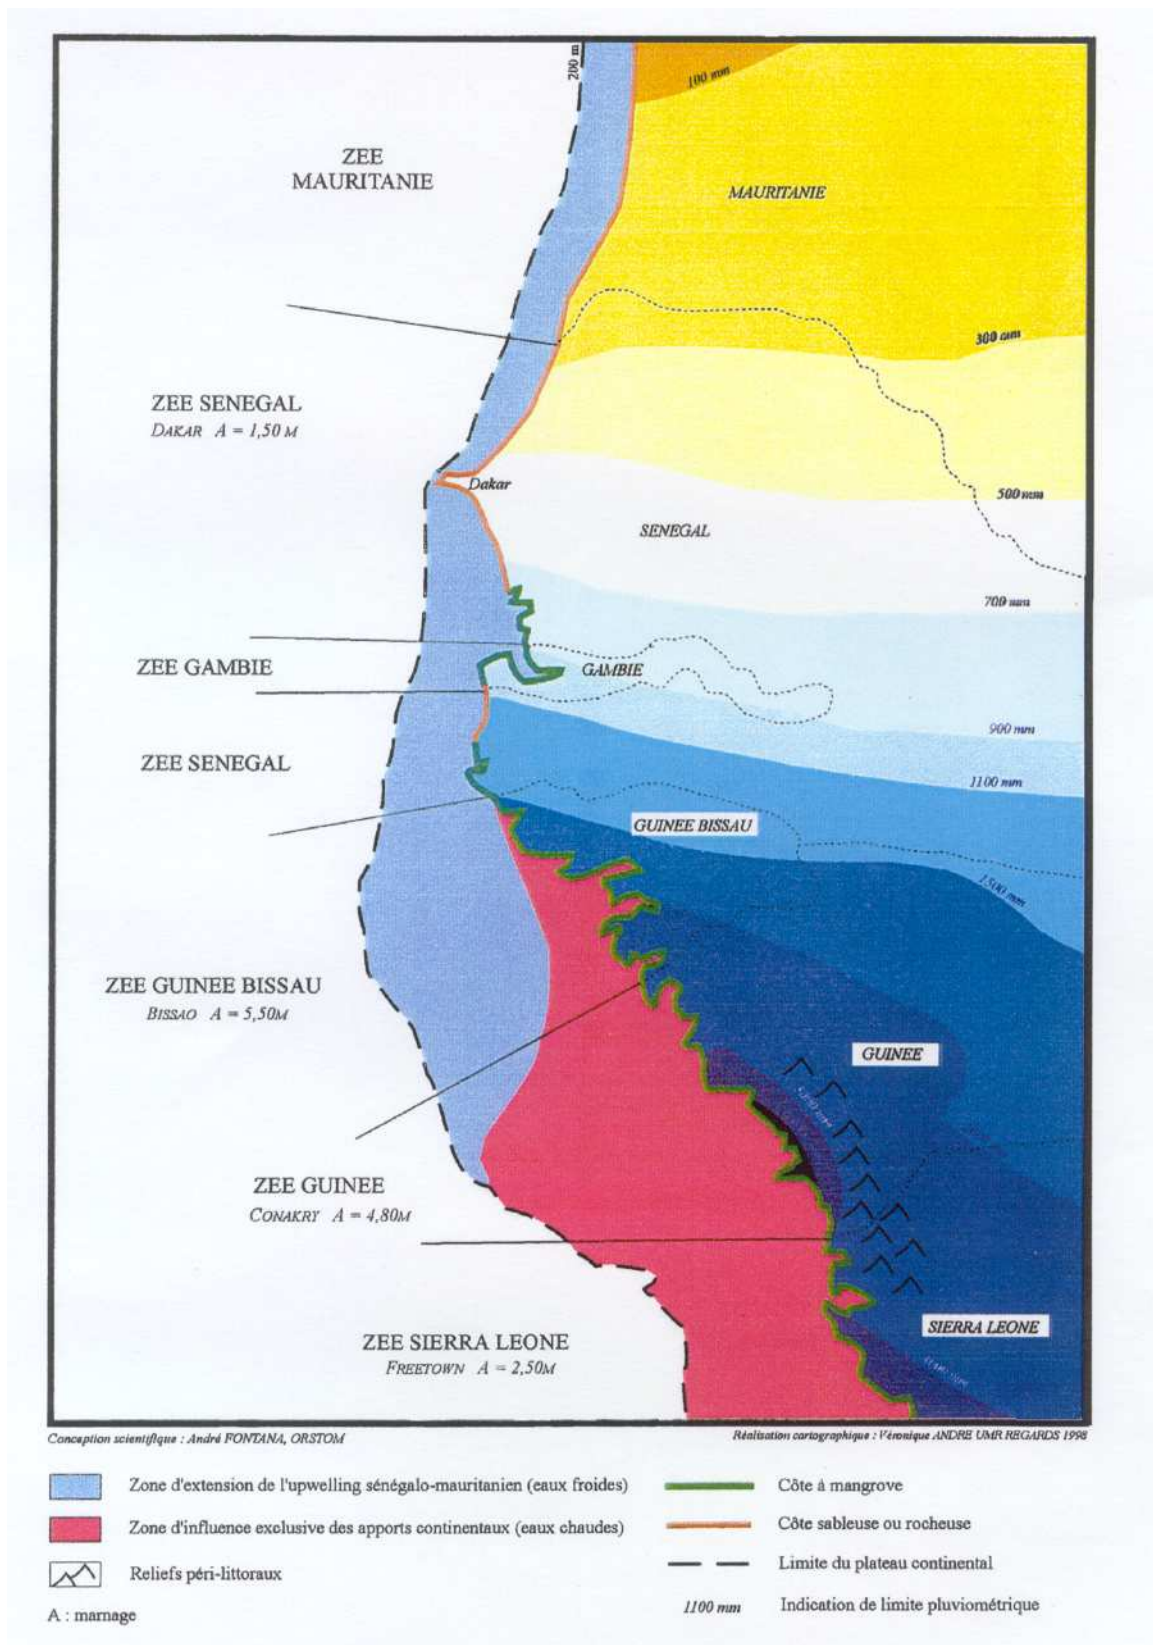 200 m
100 mm
ZEE
MAURITANIE
MAURITANIE
300 mm
ZEE SENEGAL
DAKAR A = 1,50 M
Dakar
500 mm
SENEGAL
700 mm
ZEE GAMBIE
GAMBIE
900 mm
ZEE SENEGAL
1100 mm
GUINEE BISSAU
1500 mm
ZEE GUINEE BISSAU
BISSAO A = 5,50M
GUINEE
ZEE GUINEE
CONAKRY A = 4,80M
SIERRA LEONE
ZEE SIERRA LEONE
FREETOWN A = 2,50M
Conception scientifique : André FONTANA, ORSTOM
Réalisation cartographique : Véronique ANDRE UMR REGARDS 1998
Zone d'extension de l'upwelling sénégalo-mauritanien (eaux froides)
Côte à mangrove
Zone d'influence exclusive des apports continentaux (eaux chaudes)
Côte sableuse ou rocheuse
Reliefs péri-littoraux
Limite du plateau continental
A : marnage
1100 mm Indication de limite pluviométrique